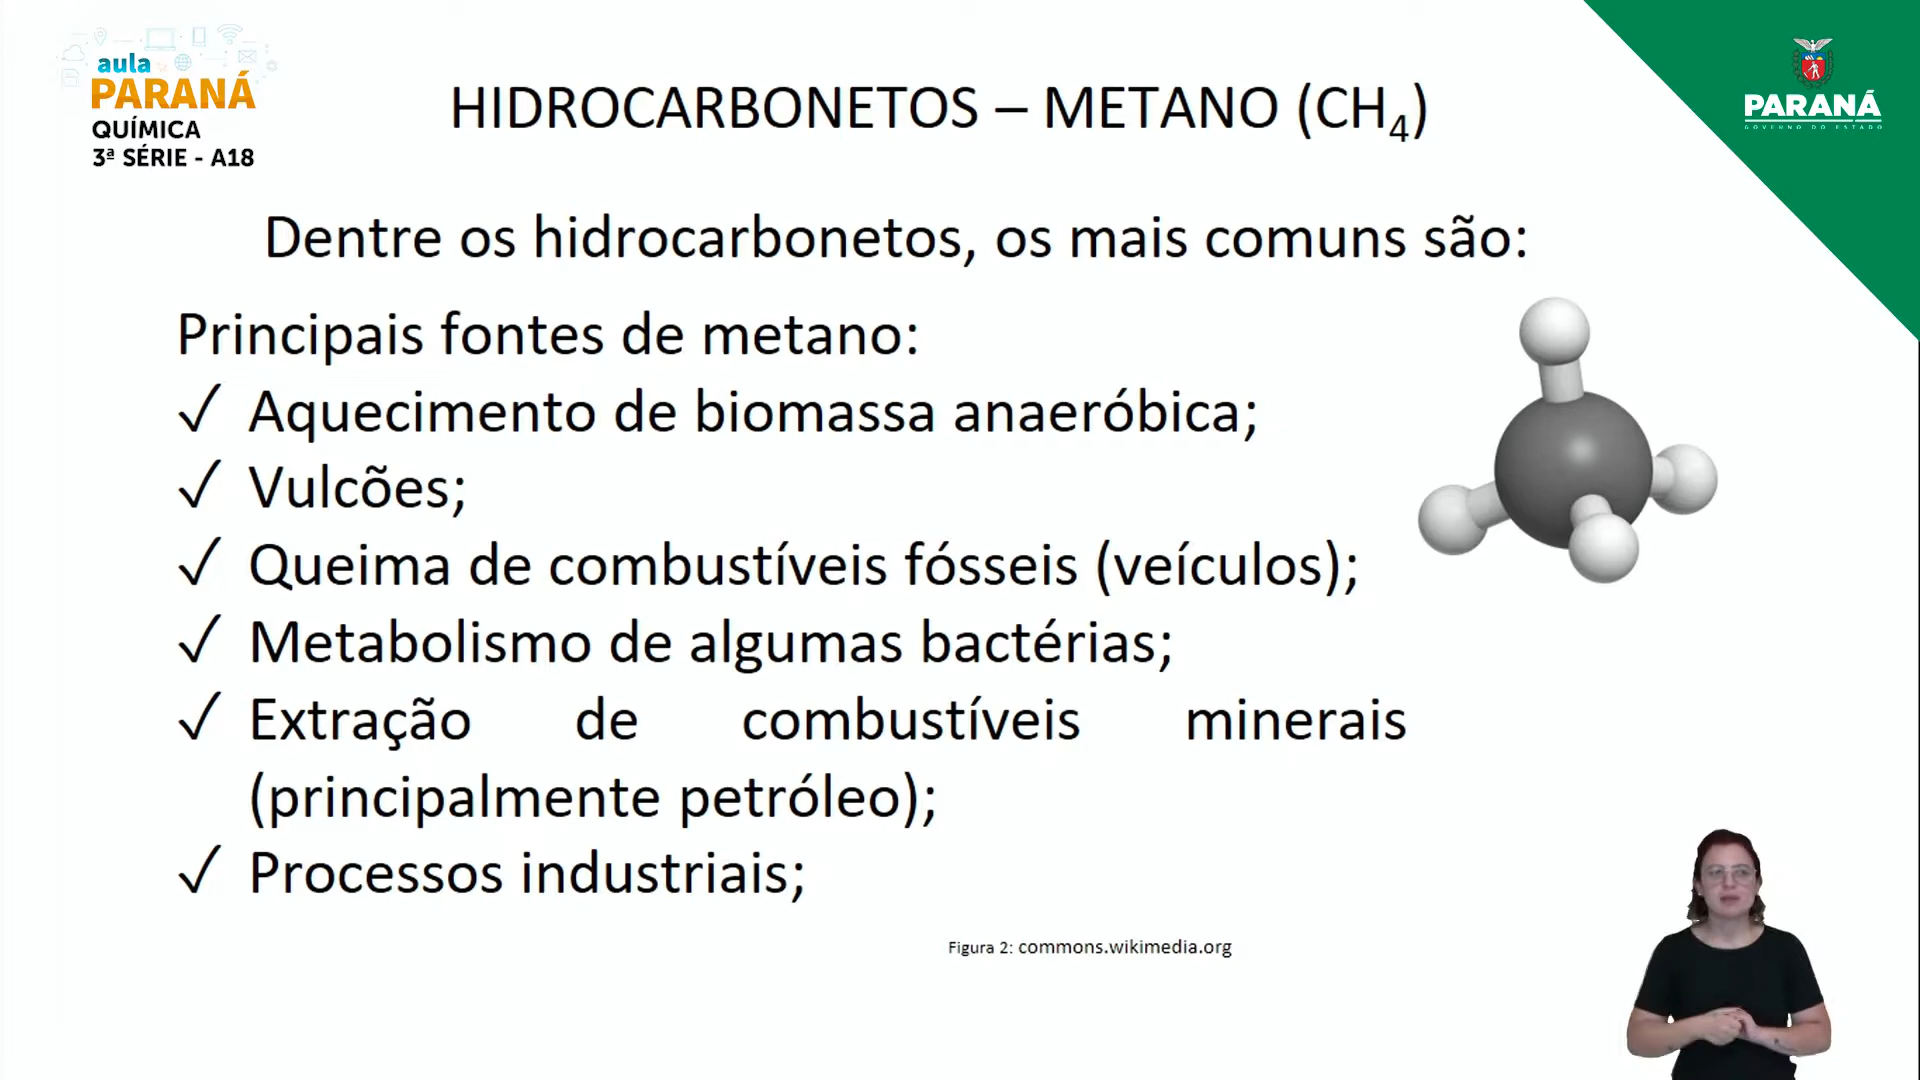 aula
PARANÁ
QUÍMICA
3ª SÉRIE - A18
HIDROCARBONETOS – METANO (CH₄)
PARANÁ
GOVERNO DO ESTADO
Dentre os hidrocarbonetos, os mais comuns são:
Principais fontes de metano:
✓ Aquecimento de biomassa anaeróbica;
✓ Vulcões;
✓ Queima de combustíveis fósseis (veículos);
✓ Metabolismo de algumas bactérias;
✓ Extração de combustíveis minerais
(principalmente petróleo);
✓ Processos industriais;
Figura 2: commons.wikimedia.org